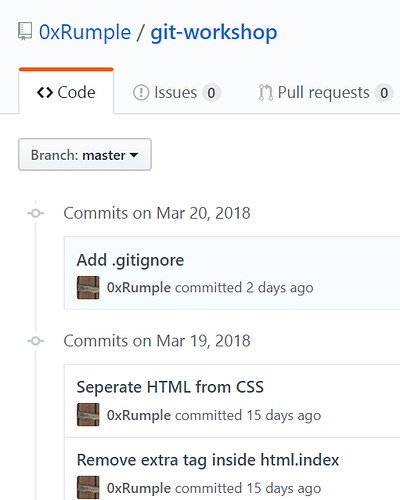 0xRumple / git-workshop
Code Issues 0 Pull requests 0
Branch: master
Commits on Mar 20, 2018
Add .gitignore
0xRumple committed 2 days ago
Commits on Mar 19, 2018
Seperate HTML from CSS
0xRumple committed 15 days ago
Remove extra tag inside html.index
0xRumple committed 15 days ago